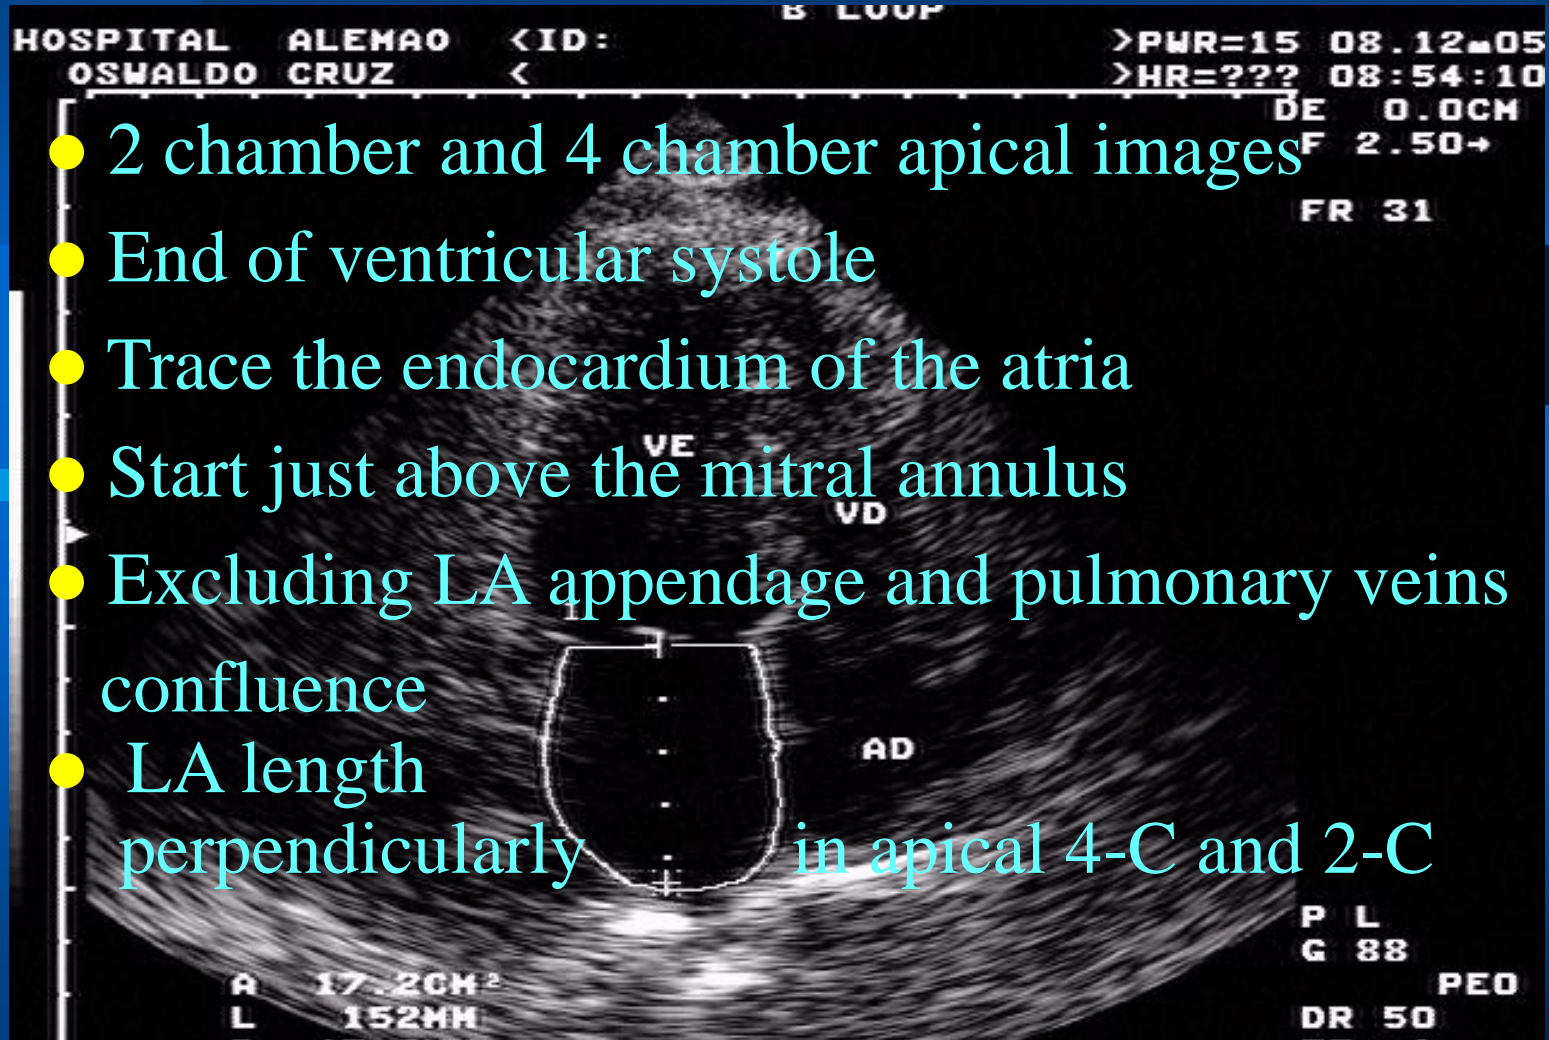 B LOOP
HOSPITAL ALEMAO <ID: >PWR=15 08.12.05
OSWALDO CRUZ < >HR=??? 08:54:10
DE 0.0CM
F 2.50→
FR 31
● 2 chamber and 4 chamber apical images
● End of ventricular systole
● Trace the endocardium of the atria
VE
● Start just above the mitral annulus
VD
● Excluding LA appendage and pulmonary veins
confluence
1
AD
● LA length
perpendicularly in apical 4-C and 2-C
P L
G 88
A 17.2CM²
PEO
L 152MM
DR 50